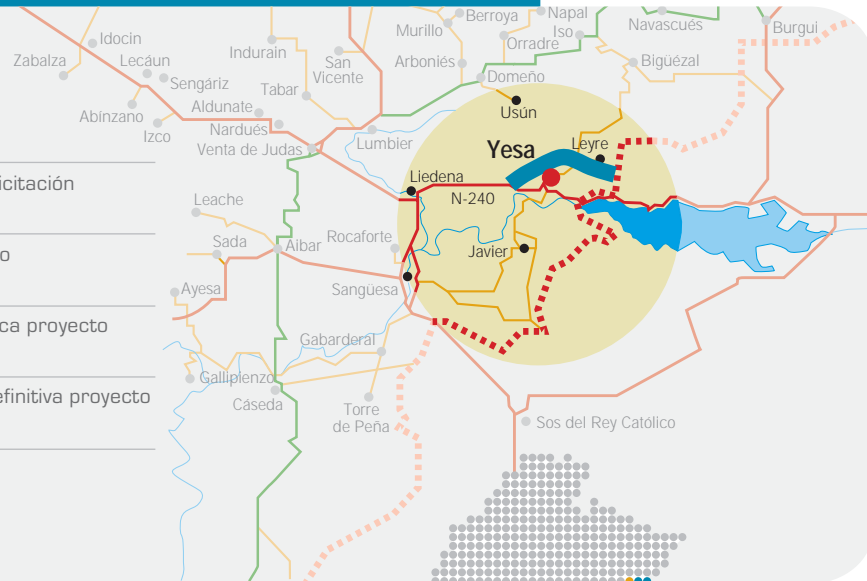 Berroya
Napal
Murillo
Iso
Navascués
Burgui
Idocin
Orradre
Zabalza
Lecáun
Indurain
San
Vicente
Arboniés
Bigüézal
Sengáriz
Tabar
Domeño
Abínzano
Aldunate
Usún
Izco
Nardués
Venta de Judas
Lumbier
Yesa
Leyre
icitación
Liedena
N-240
Leache
o
Sada
Aibar
Rocaforte
Javier
Ayesa
Sangüesa
ca proyecto
Gabarderal
Gallipienzo
efinitiva proyecto
Cáseda
Torre
de Peña
Sos del Rey Católico